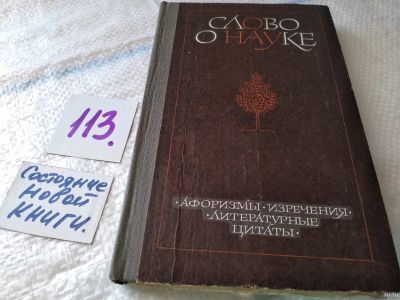 СЛОВО
О НАУКЕ
113.
Состояние
новой
книги.
·АФОРИЗМЫ·ИЗРЕЧЕНИЯ·
·ЛИТЕРАТУРНЫЕ
ЦИТАТЫ·